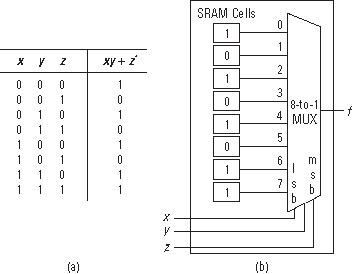 x y z xy + z'
0 0 0 1
0 0 1 0
0 1 0 1
0 1 1 0
1 0 0 1
1 0 1 0
1 1 0 1
1 1 1 1
(a)
SRAM Cells
1 0
0 1
1 2
0 3
1 4
0 5
1 6
1 7
8-to-1
MUX
f
l s b
m s b
x
y
z
(b)